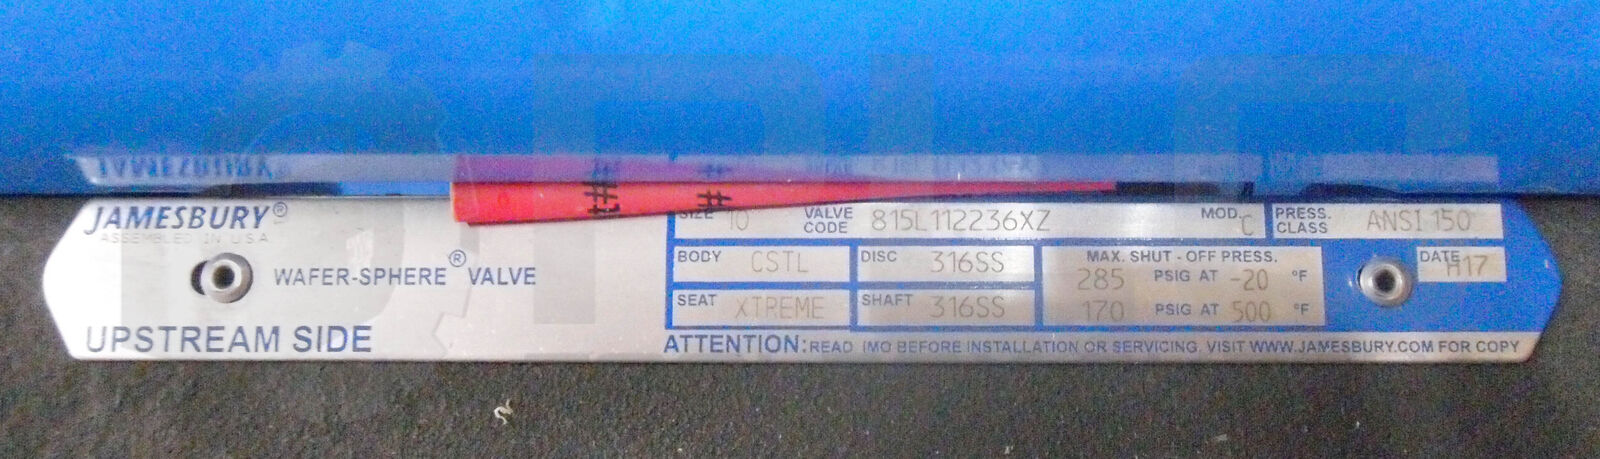 JAMESBURY®
ASSEMBLED IN U.S.A.
WAFER-SPHERE® VALVE
UPSTREAM SIDE
SIZE 10 VALVE CODE 815L112236XZ MOD. C PRESS. CLASS ANSI 150
BODY CSTL DISC 316SS
SEAT XTREME SHAFT 316SS
MAX. SHUT - OFF PRESS.
285 PSIG AT -20 °F
170 PSIG AT 500 °F
DATE H17
ATTENTION: READ IMO BEFORE INSTALLATION OR SERVICING. VISIT WWW.JAMESBURY.COM FOR COPY